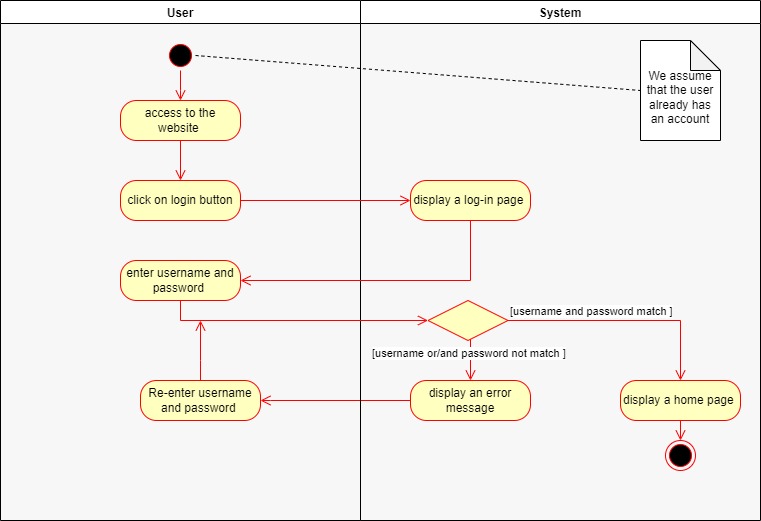 User
System
We assume
that the user
already has
an account
access to the
website
click on login button
display a log-in page
enter username and
password
[username and password match ]
[username or/and password not match ]
Re-enter username
and password
display an error
message
display a home page